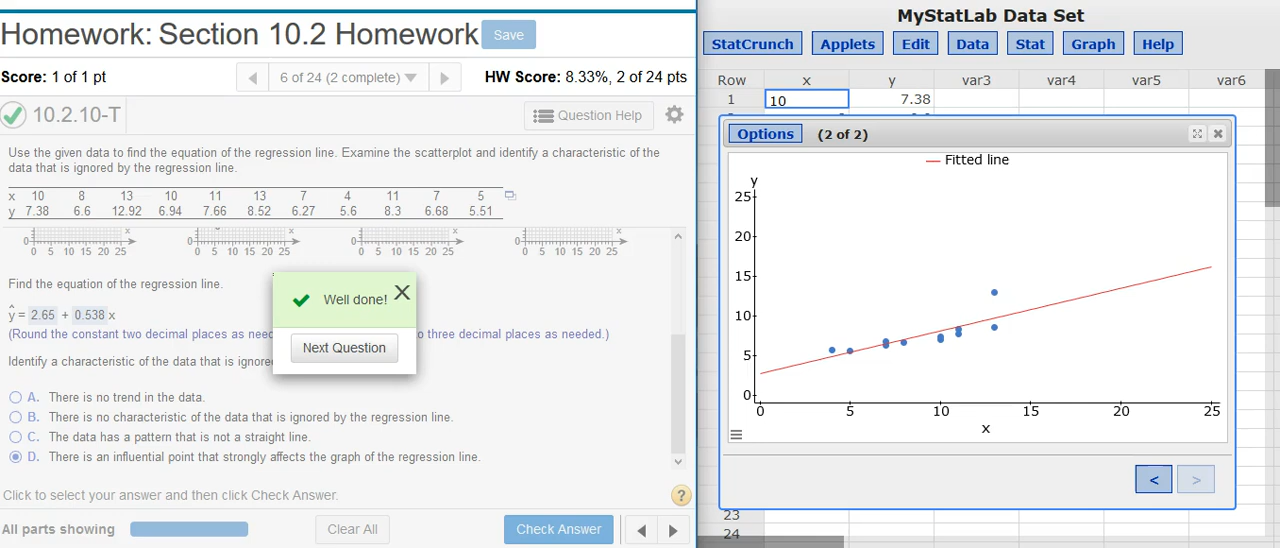 Homework: Section 10.2 Homework
Save
Score: 1 of 1 pt
6 of 24 (2 complete)
HW Score: 8.33%, 2 of 24 pts
10.2.10-T
Question Help
Use the given data to find the equation of the regression line. Examine the scatterplot and identify a characteristic of the
data that is ignored by the regression line.
x 10 8 13 10 11 13 7 4 11 7 5
y 7.38 6.6 12.92 6.94 7.66 8.52 6.27 5.6 8.3 6.68 5.51
0 x 0 x 0 x 0 x
0 5 10 15 20 25 0 5 10 15 20 25 0 5 10 15 20 25 0 5 10 15 20 25
Find the equation of the regression line.
ŷ = 2.65 + 0.538 x
(Round the constant two decimal places as o three decimal places as needed.)
Identify a characteristic of the data that is
Well done! X
Next Question
A. There is no trend in the data.
B. There is no characteristic of the data that is ignored by the regression line.
C. The data has a pattern that is not a straight line.
D. There is an influential point that strongly affects the graph of the regression line.
Click to select your answer and then click Check Answer.
?
All parts showing
Clear All
Check Answer
MyStatLab Data Set
StatCrunch Applets Edit Data Stat Graph Help
Row x y var3 var4 var5 var6
1 10 7.38
Options (2 of 2)
Fitted line
y
25
20
15
10
5
0
0 5 10 15 20 25
x
< >
23
24